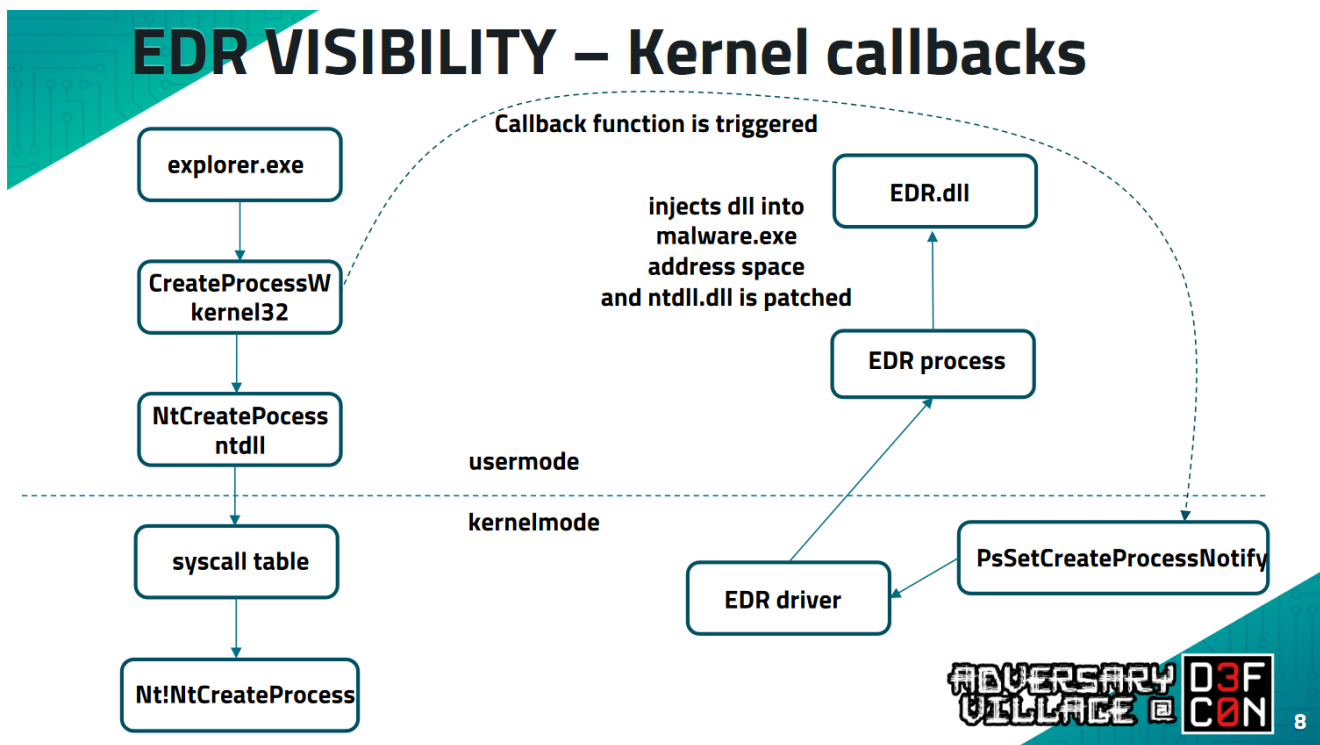 EDR VISIBILITY – Kernel callbacks
Callback function is triggered
explorer.exe
CreateProcessW
kernel32
NtCreatePocess
ntdll
syscall table
Nt!NtCreateProcess
injects dll into
malware.exe
address space
and ntdll.dll is patched
EDR.dll
EDR process
usermode
kernelmode
EDR driver
PsSetCreateProcessNotify
ADVERSARY
VILLAGE @
D3F
C0N
8